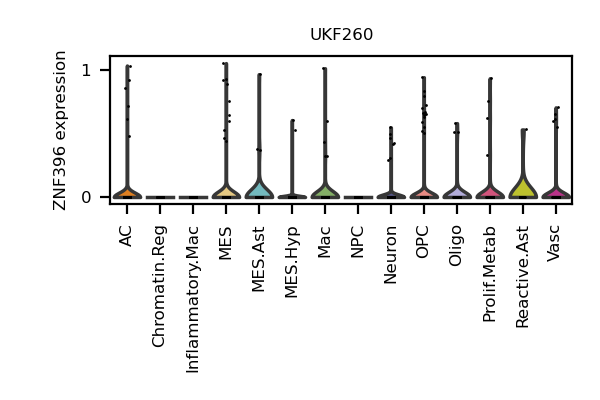 UKF260
ZNF396 expression
1
0
AC
Chromatin.Reg
Inflammatory.Mac
MES
MES.Ast
MES.Hyp
Mac
NPC
Neuron
OPC
Oligo
Prolif.Metab
Reactive.Ast
Vasc